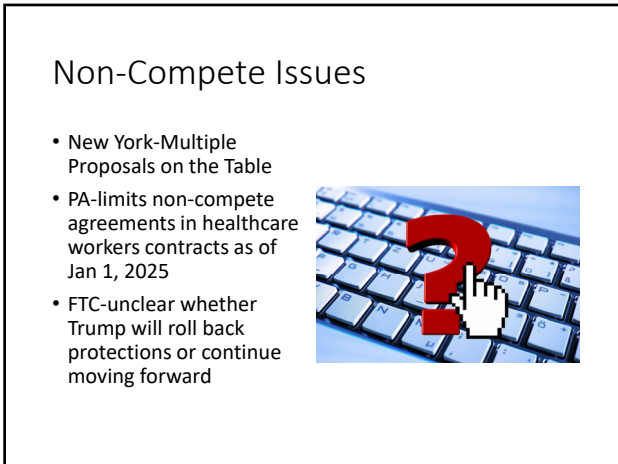 Non-Compete Issues
• New York-Multiple
Proposals on the Table
• PA-limits non-compete
agreements in healthcare
workers contracts as of
Jan 1, 2025
• FTC-unclear whether
Trump will roll back
protections or continue
moving forward
?